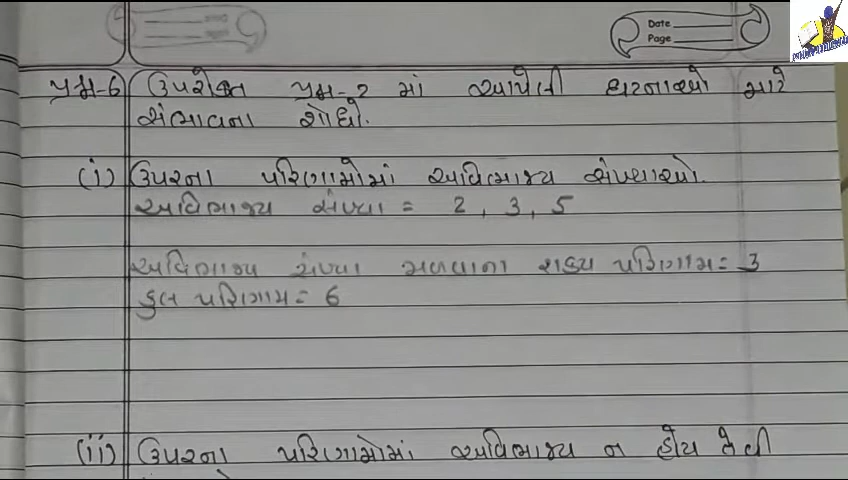 Date
Page
પ્રશ્ન-6 ઉપરોક્ત પ્રશ્ન-2 માં આપેલી ઘટનાઓ માટે
સંભાવના શોધો.
(i) ઉપરના પરિણામોમાં અવિભાજ્ય સંખ્યાઓ.
અવિભાજ્ય સંખ્યા = 2, 3, 5
અવિભાજ્ય સંખ્યા મળવાના શક્ય પરિણામ = 3
કુલ પરિણામ = 6
(ii) ઉપરના પરિણામોમાં અવિભાજ્ય ન હોય તેવી